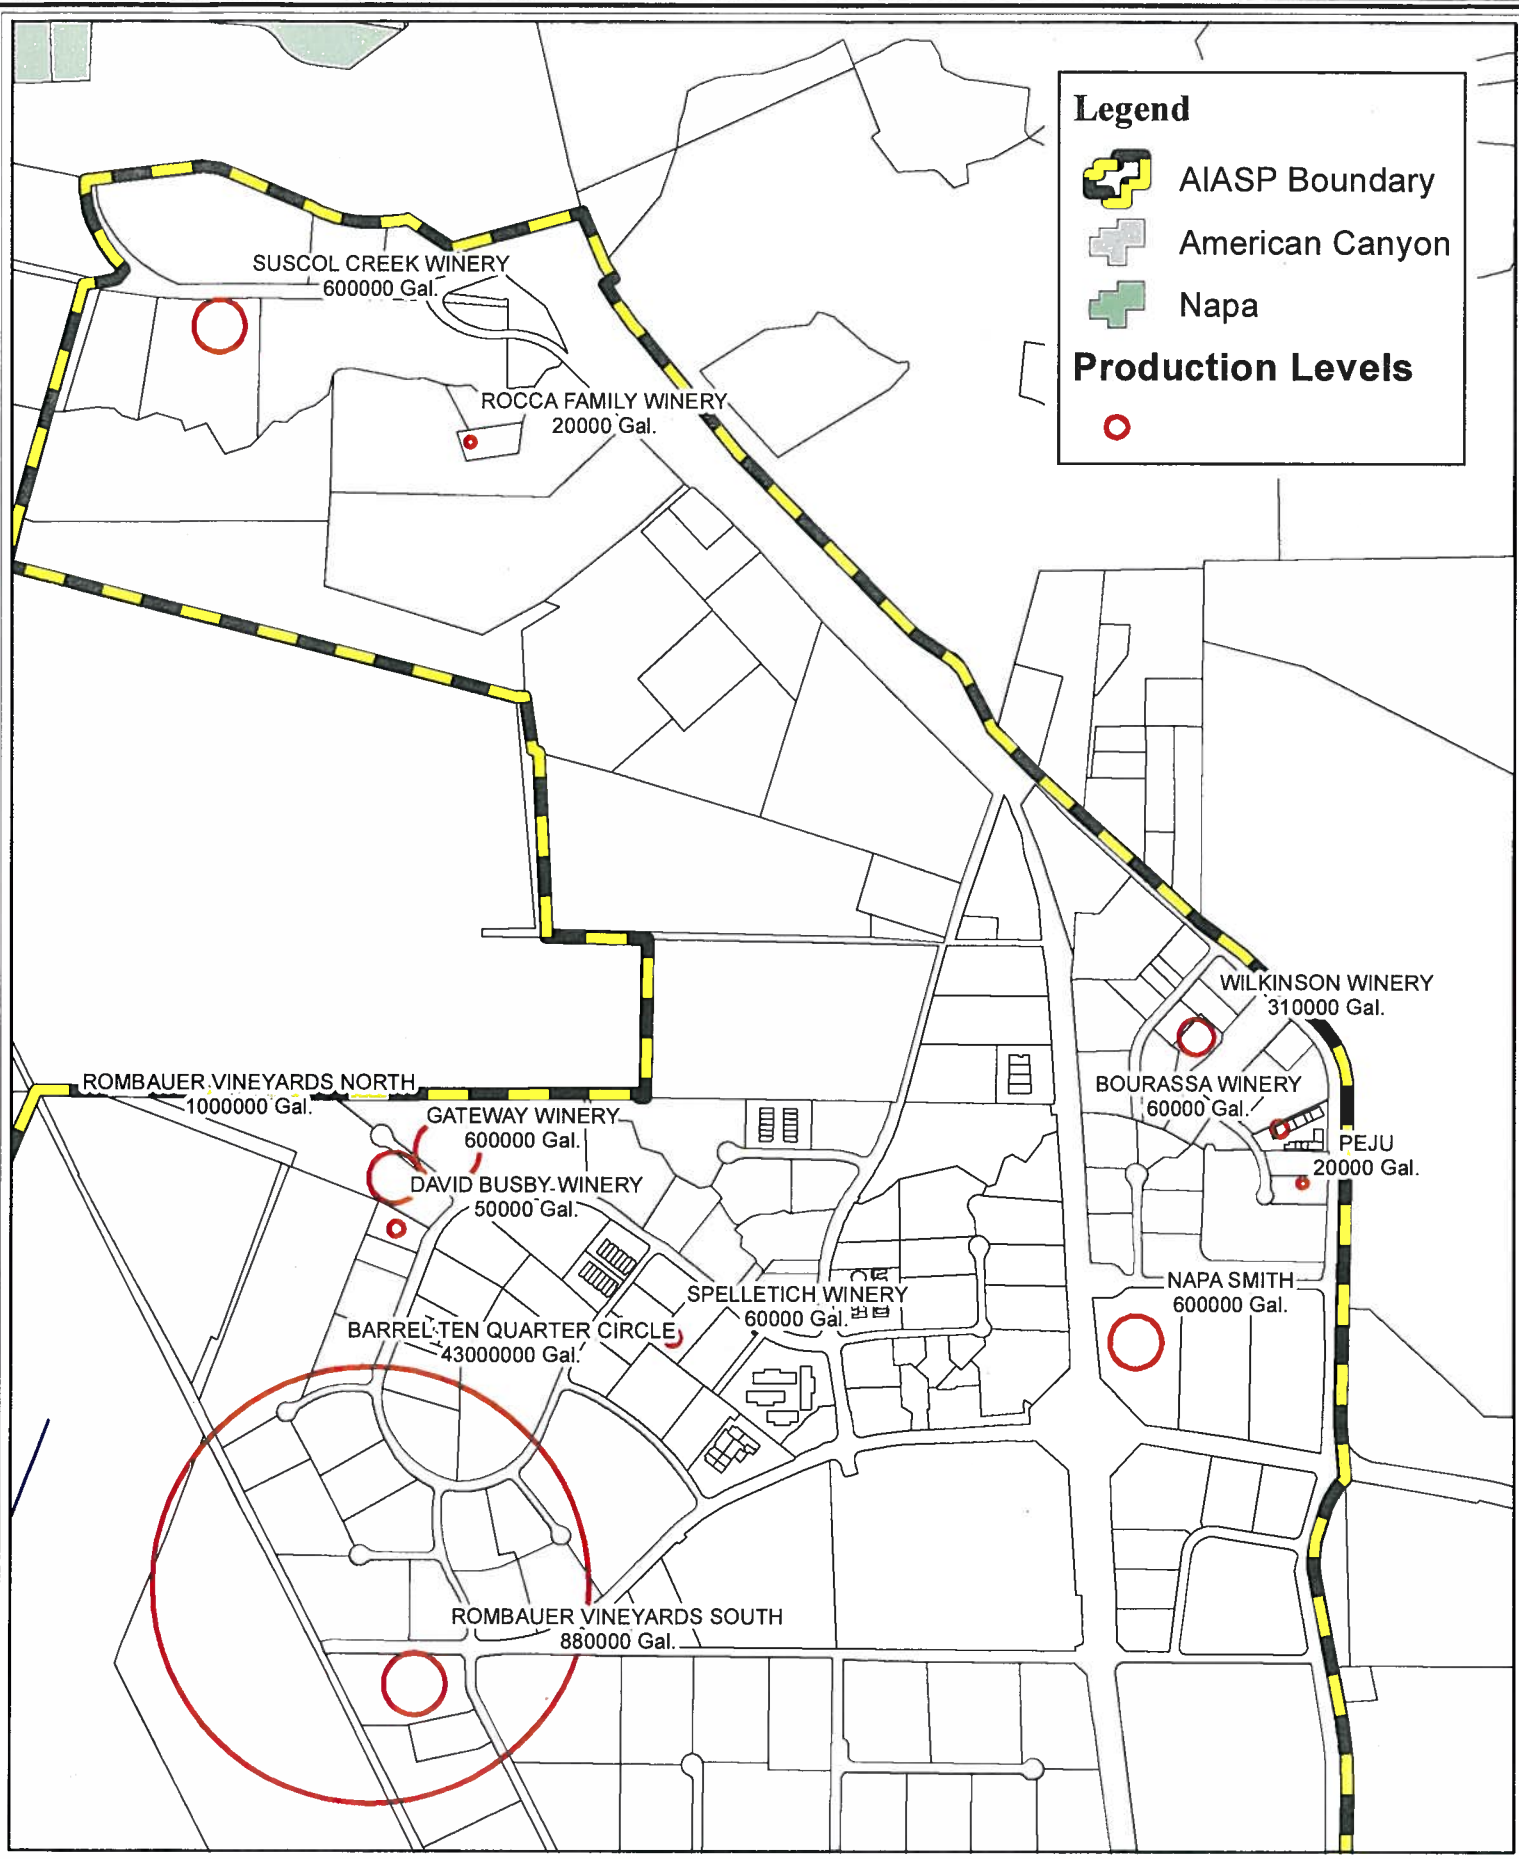 Legend
AIASP Boundary
American Canyon
Napa
Production Levels
SUSCOL CREEK WINERY
600000 Gal.
ROCCA FAMILY WINERY
20000 Gal.
WILKINSON WINERY
310000 Gal.
ROMBAUER VINEYARDS NORTH
1000000 Gal.
BOURASSA WINERY
60000 Gal.
GATEWAY WINERY
600000 Gal.
PEJU
20000 Gal.
DAVID BUSBY WINERY
50000 Gal.
NAPA SMITH
600000 Gal.
SPELLETICH WINERY
60000 Gal.
BARREL TEN QUARTER CIRCLE
43000000 Gal.
ROMBAUER VINEYARDS SOUTH
880000 Gal.